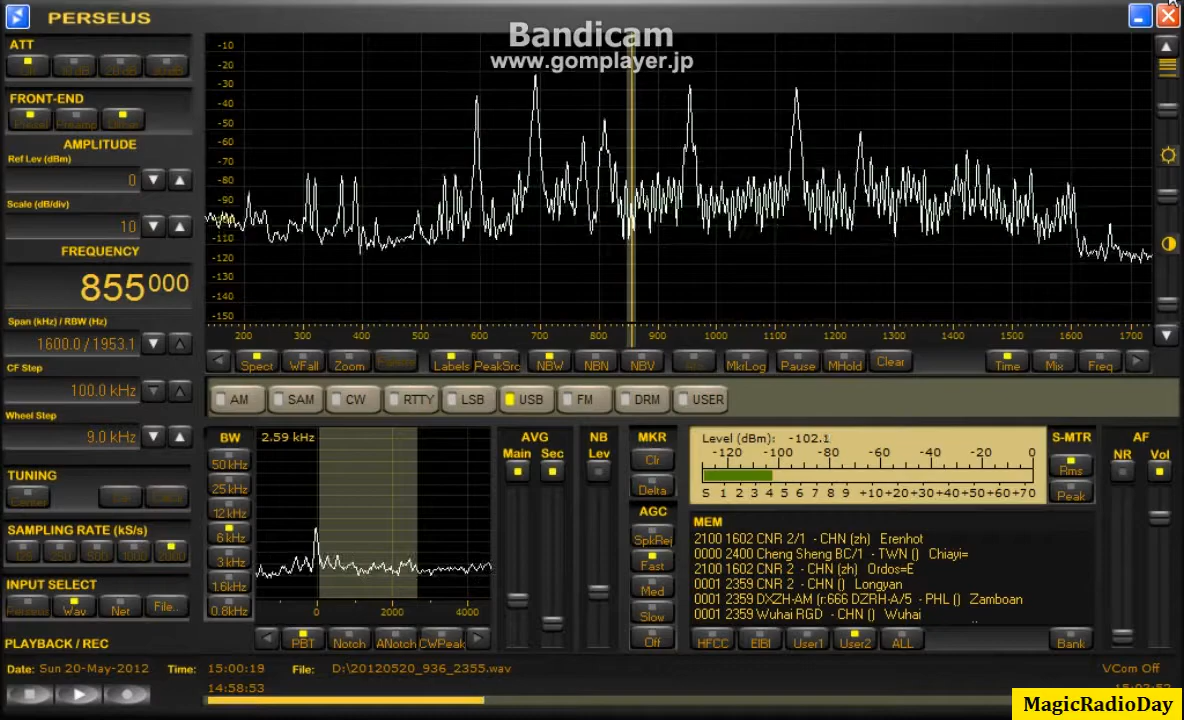 PERSEUS
Bandicam
www.gomplayer.jp
ATT
FRONT-END
AMPLITUDE
Ref Lev (dBm)
0
Scale (dB/div)
10
FREQUENCY
855000
Span (kHz) / RBW (Hz)
1600.0 / 1953.1
CF Step
100.0 kHz
Wheel Step
9.0 kHz
TUNING
Center
SAMPLING RATE (kS/s)
125 250 500 1000 2000
INPUT SELECT
Perseus Wav Net File...
PLAYBACK / REC
-10
-20
-30
-40
-50
-60
-70
-80
-90
-100
-110
-120
-130
-140
-150
200 300 400 500 600 700 800 900 1000 1100 1200 1300 1400 1500 1600 1700
Spect WFall Zoom Labels PeakSrc NBW NBN NBV MkrLog Pause MHold Clear Time Mix Freq
AM SAM CW RTTY LSB USB FM DRM USER
BW
50 kHz
25 kHz
12 kHz
6 kHz
3 kHz
1.6kHz
0.8kHz
2.59 kHz
0 2000 4000
PBT Notch ANotch CWPeak
AVG
Main Sec
NB
Lev
MKR
Clr
Delta
AGC
SpkRej
Fast
Med
Slow
Off
Level (dBm): -102.1
-120 -100 -80 -60 -40 -20 0
S 1 2 3 4 5 6 7 8 9 +10+20+30+40+50+60+70
S-MTR
Rms
Peak
AF
NR Vol
MEM
2100 1602 CNR 2/1 - CHN (zh) Erenhot
0000 2400 Cheng Sheng BC/1 - TWN () Chiayi=
2100 1602 CNR 2 - CHN (zh) Ordos=E
0001 2359 CNR 2 - CHN () Longyan
0001 2359 DXZH-AM (r:666 DZRH-A/5 - PHL () Zamboan
0001 2359 Wuhai RGD - CHN () Wuhai
HFCC EIBI User1 User2 ALL Bank
Date: Sun 20-May-2012 Time: 15:00:19 File: D:\20120520_936_2355.wav
VCom Off
14:58:53
MagicRadioDay